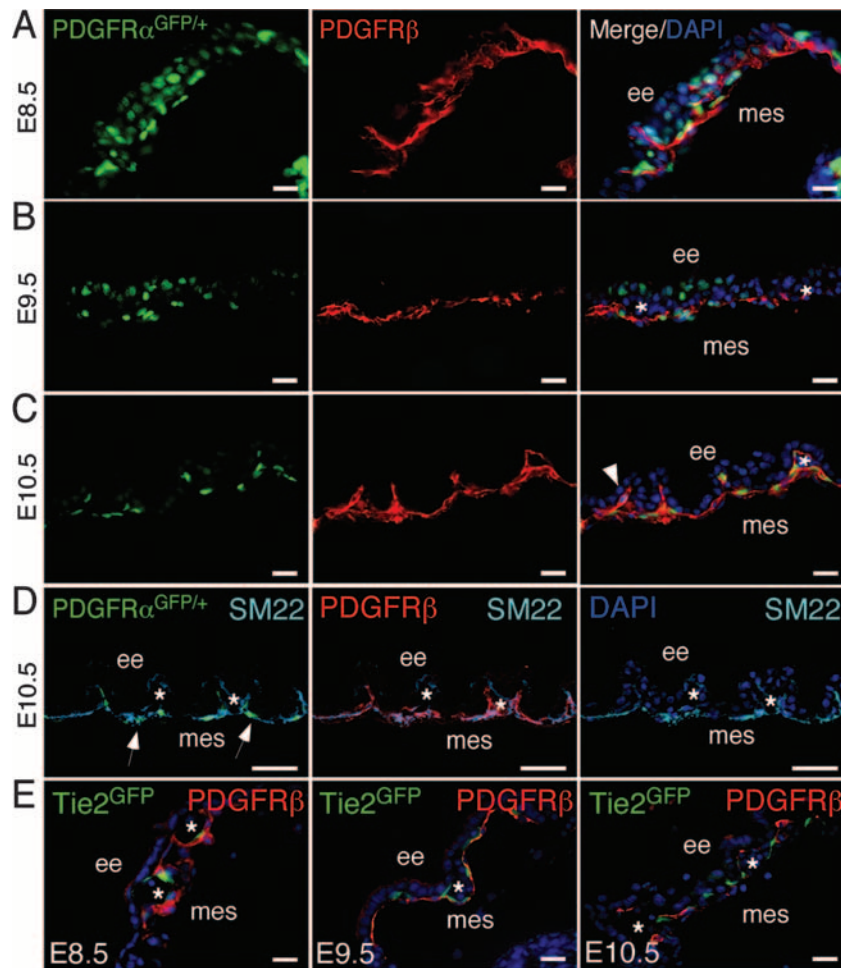 A PDGFRα^GFP/+ PDGFRβ Merge/DAPI
E8.5
ee
mes
B
E9.5
ee
*
*
mes
C
E10.5
ee
*
mes
D PDGFRα^GFP/+ SM22 PDGFRβ SM22 DAPI SM22
E10.5
ee ee ee
* * * * * *
mes mes mes
E Tie2^GFP PDGFRβ Tie2^GFP PDGFRβ Tie2^GFP PDGFRβ
ee ee ee
* * * * *
mes mes mes
E8.5 E9.5 E10.5